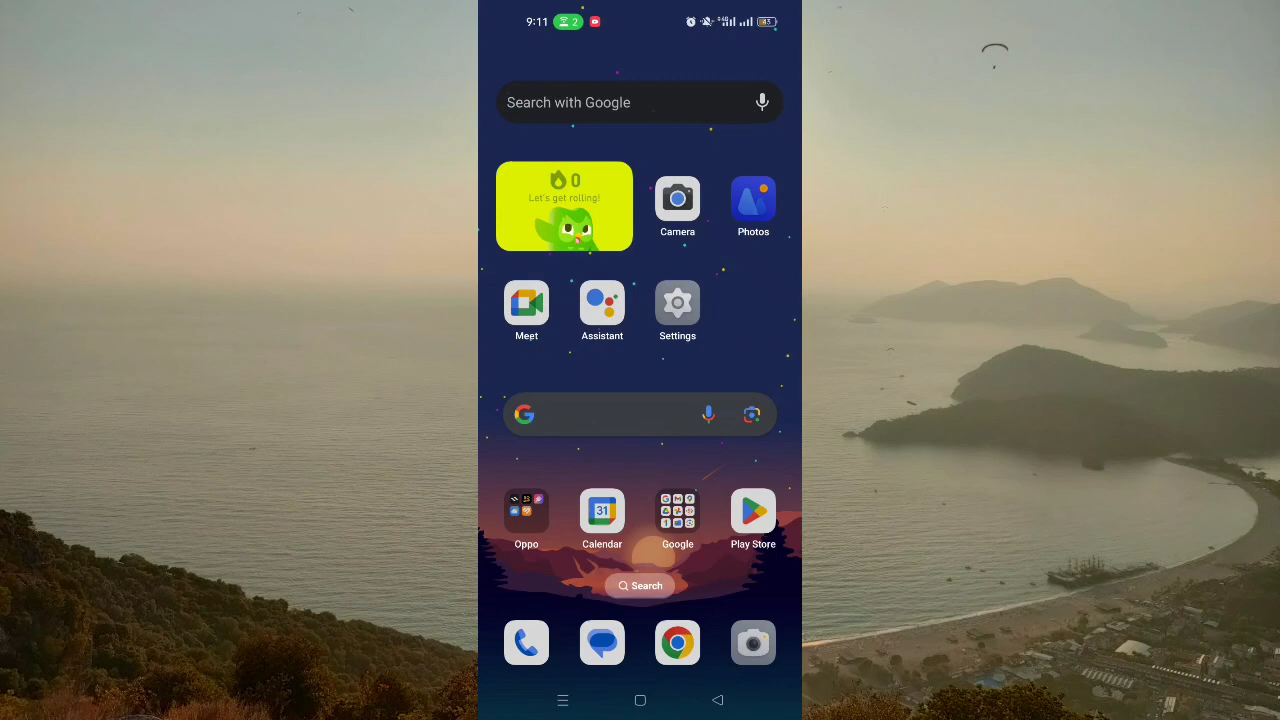 9:11 2 43
Search with Google
0
Let's get rolling!
Camera
Photos
Meet
Assistant
Settings
31
Oppo
Calendar
Google
Play Store
Search